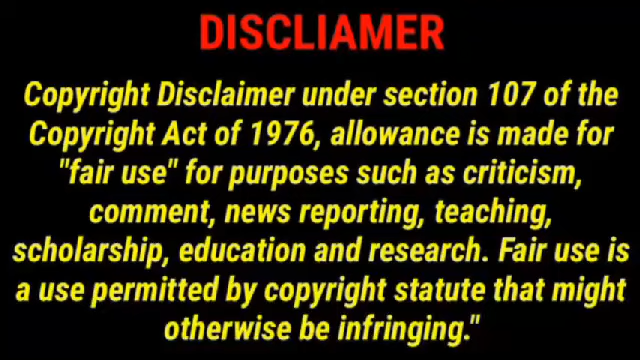 DISCLIAMER
Copyright Disclaimer under section 107 of the
Copyright Act of 1976, allowance is made for
"fair use" for purposes such as criticism,
comment, news reporting, teaching,
scholarship, education and research. Fair use is
a use permitted by copyright statute that might
otherwise be infringing."